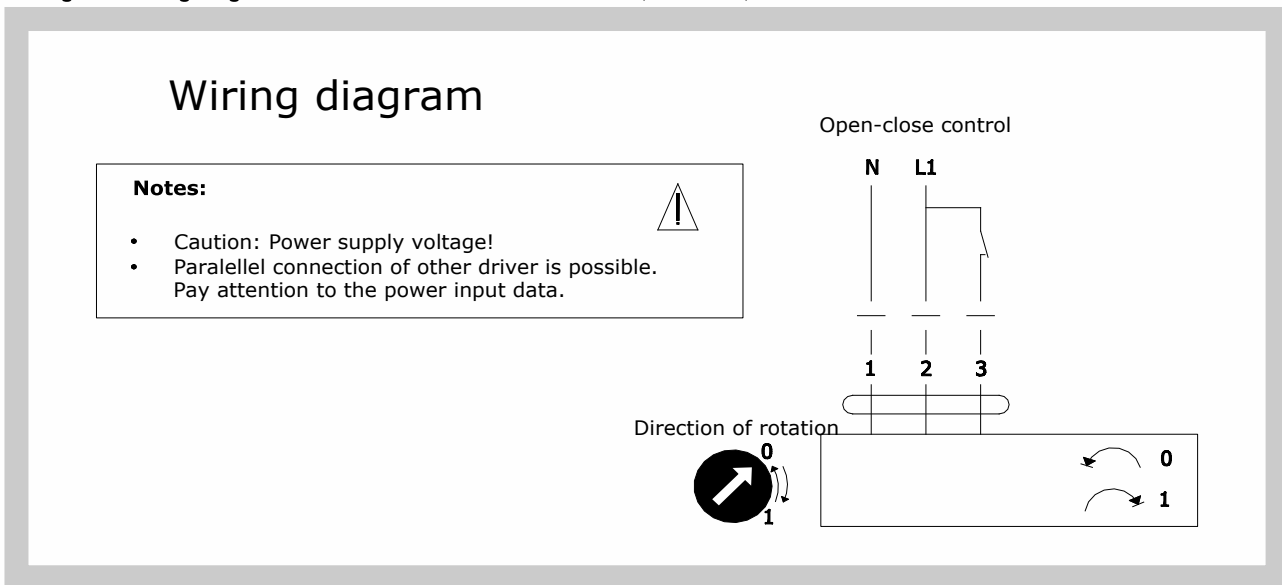 Wiring diagram
Open-close control
N L1
Notes:
• Caution: Power supply voltage!
• Paralellel connection of other driver is possible.
Pay attention to the power input data.
1 2 3
Direction of rotation
0
1
0
1